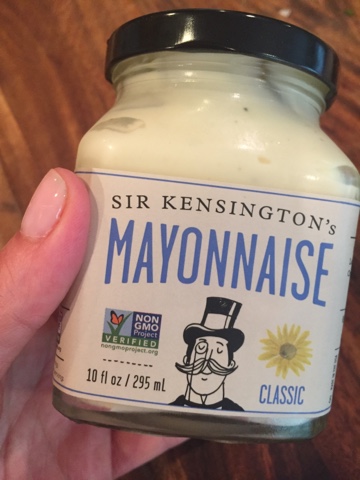 SIR KENSINGTON's
MAYONNAISE
NON
GMO
Project
VERIFIED
nongmoproject.org
10 fl oz / 295 mL
CLASSIC